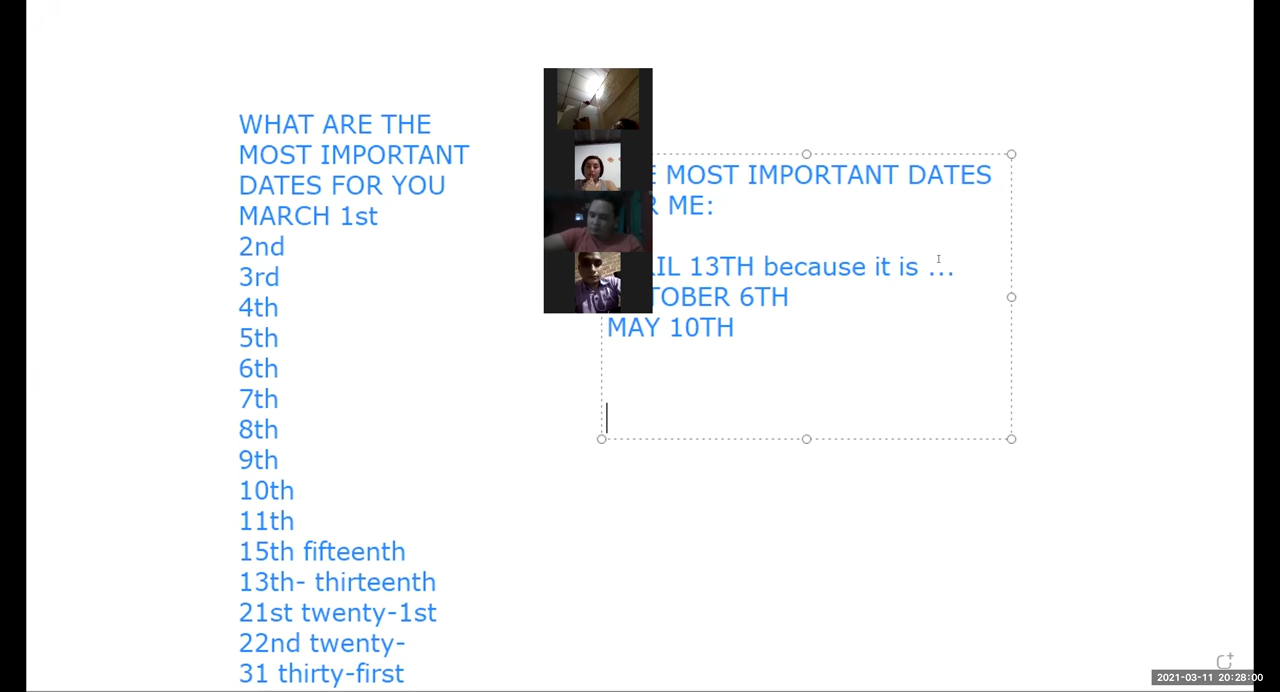 WHAT ARE THE
MOST IMPORTANT
DATES FOR YOU
MARCH 1st
2nd
3rd
4th
5th
6th
7th
8th
9th
10th
11th
15th fifteenth
13th- thirteenth
21st twenty-1st
22nd twenty-
31 thirty-first
MOST IMPORTANT DATES
ME:
13TH because it is ...
6TH
MAY 10TH
2021-03-11 20:28:00